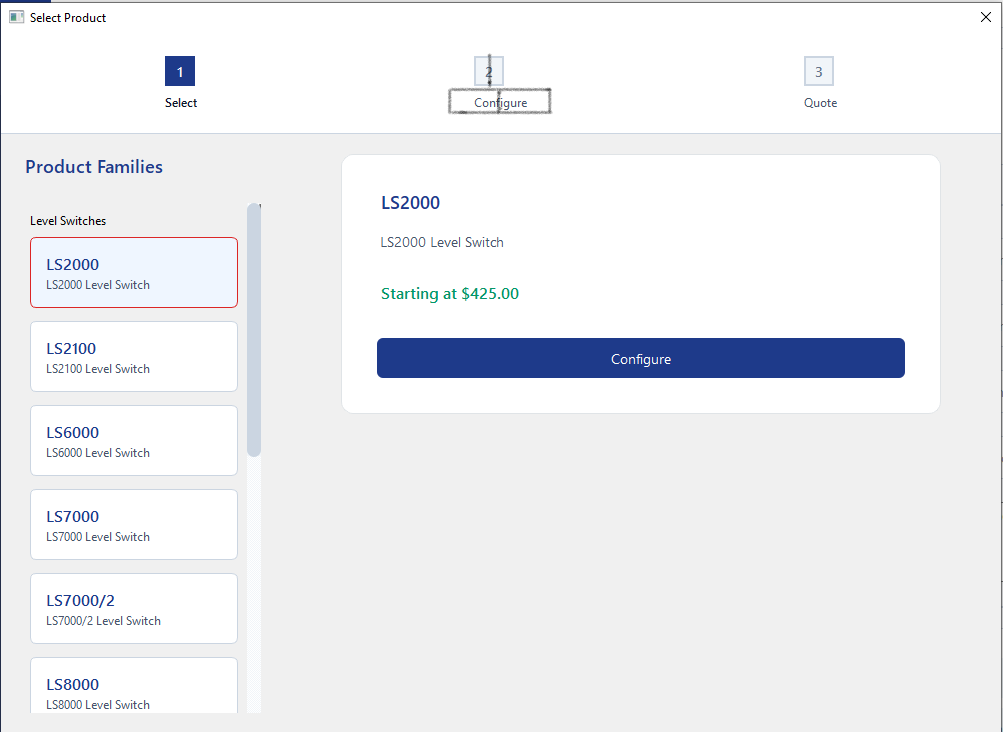 Select Product
1
2
3
Select
Configure
Quote
Product Families
Level Switches
LS2000
LS2000 Level Switch
LS2100
LS2100 Level Switch
LS6000
LS6000 Level Switch
LS7000
LS7000 Level Switch
LS7000/2
LS7000/2 Level Switch
LS8000
LS8000 Level Switch
LS2000
LS2000 Level Switch
Starting at $425.00
Configure